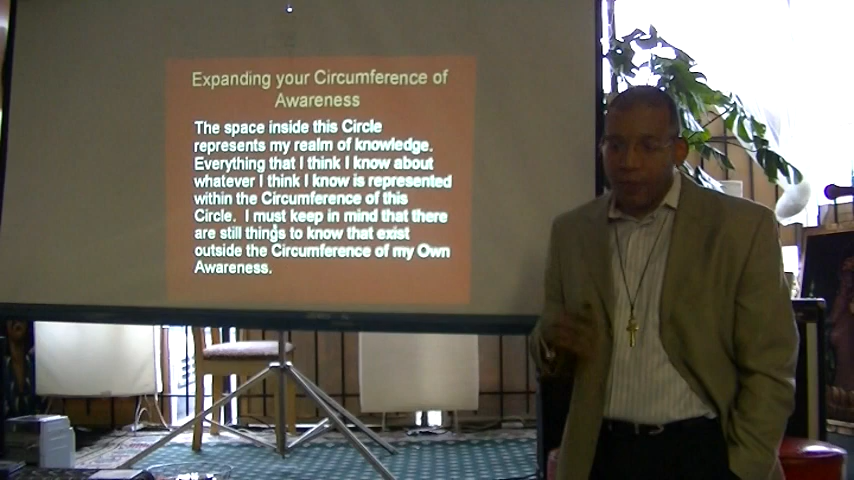 Expanding your Circumference of
Awareness
The space inside this Circle
represents my realm of knowledge.
Everything that I think I know about
whatever I think I know is represented
within the Circumference of this
Circle. I must keep in mind that there
are still things to know that exist
outside the Circumference of my Own
Awareness.